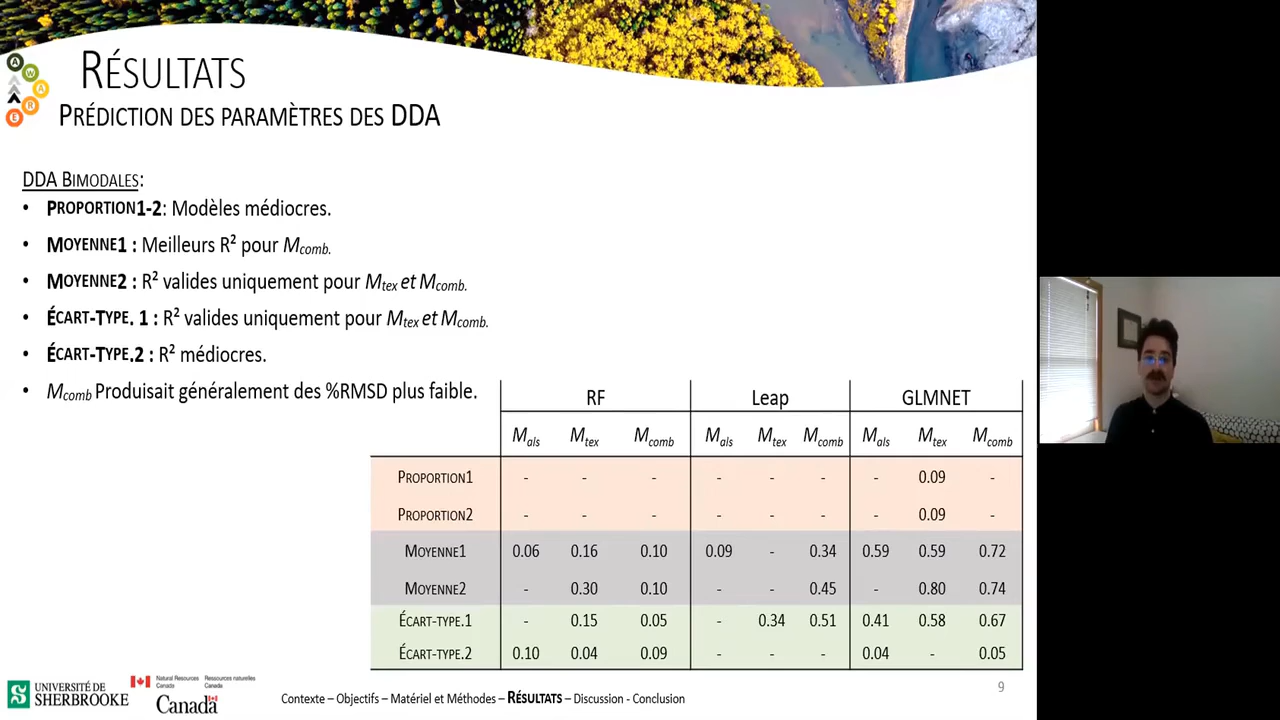 A
W
A
R
E
RÉSULTATS
PRÉDICTION DES PARAMÈTRES DES DDA
DDA BIMODALES:
• PROPORTION1-2: Modèles médiocres.
• MOYENNE1 : Meilleurs R² pour Mcomb.
• MOYENNE2 : R² valides uniquement pour Mtex et Mcomb.
• ÉCART-TYPE. 1 : R² valides uniquement pour Mtex et Mcomb.
• ÉCART-TYPE.2 : R² médiocres.
• Mcomb Produisait généralement des %RMSD plus faible.
RF Leap GLMNET
Mals Mtex Mcomb Mals Mtex Mcomb Mals Mtex Mcomb
PROPORTION1 - - - - - - - 0.09 -
PROPORTION2 - - - - - - - 0.09 -
MOYENNE1 0.06 0.16 0.10 0.09 - 0.34 0.59 0.59 0.72
MOYENNE2 - 0.30 0.10 - - 0.45 - 0.80 0.74
ÉCART-TYPE.1 - 0.15 0.05 - 0.34 0.51 0.41 0.58 0.67
ÉCART-TYPE.2 0.10 0.04 0.09 - - - 0.04 - 0.05
S UNIVERSITÉ DE
SHERBROOKE
Natural Resources Ressources naturelles
Canada Canada
Canada
Contexte – Objectifs – Matériel et Méthodes – RÉSULTATS – Discussion - Conclusion
9